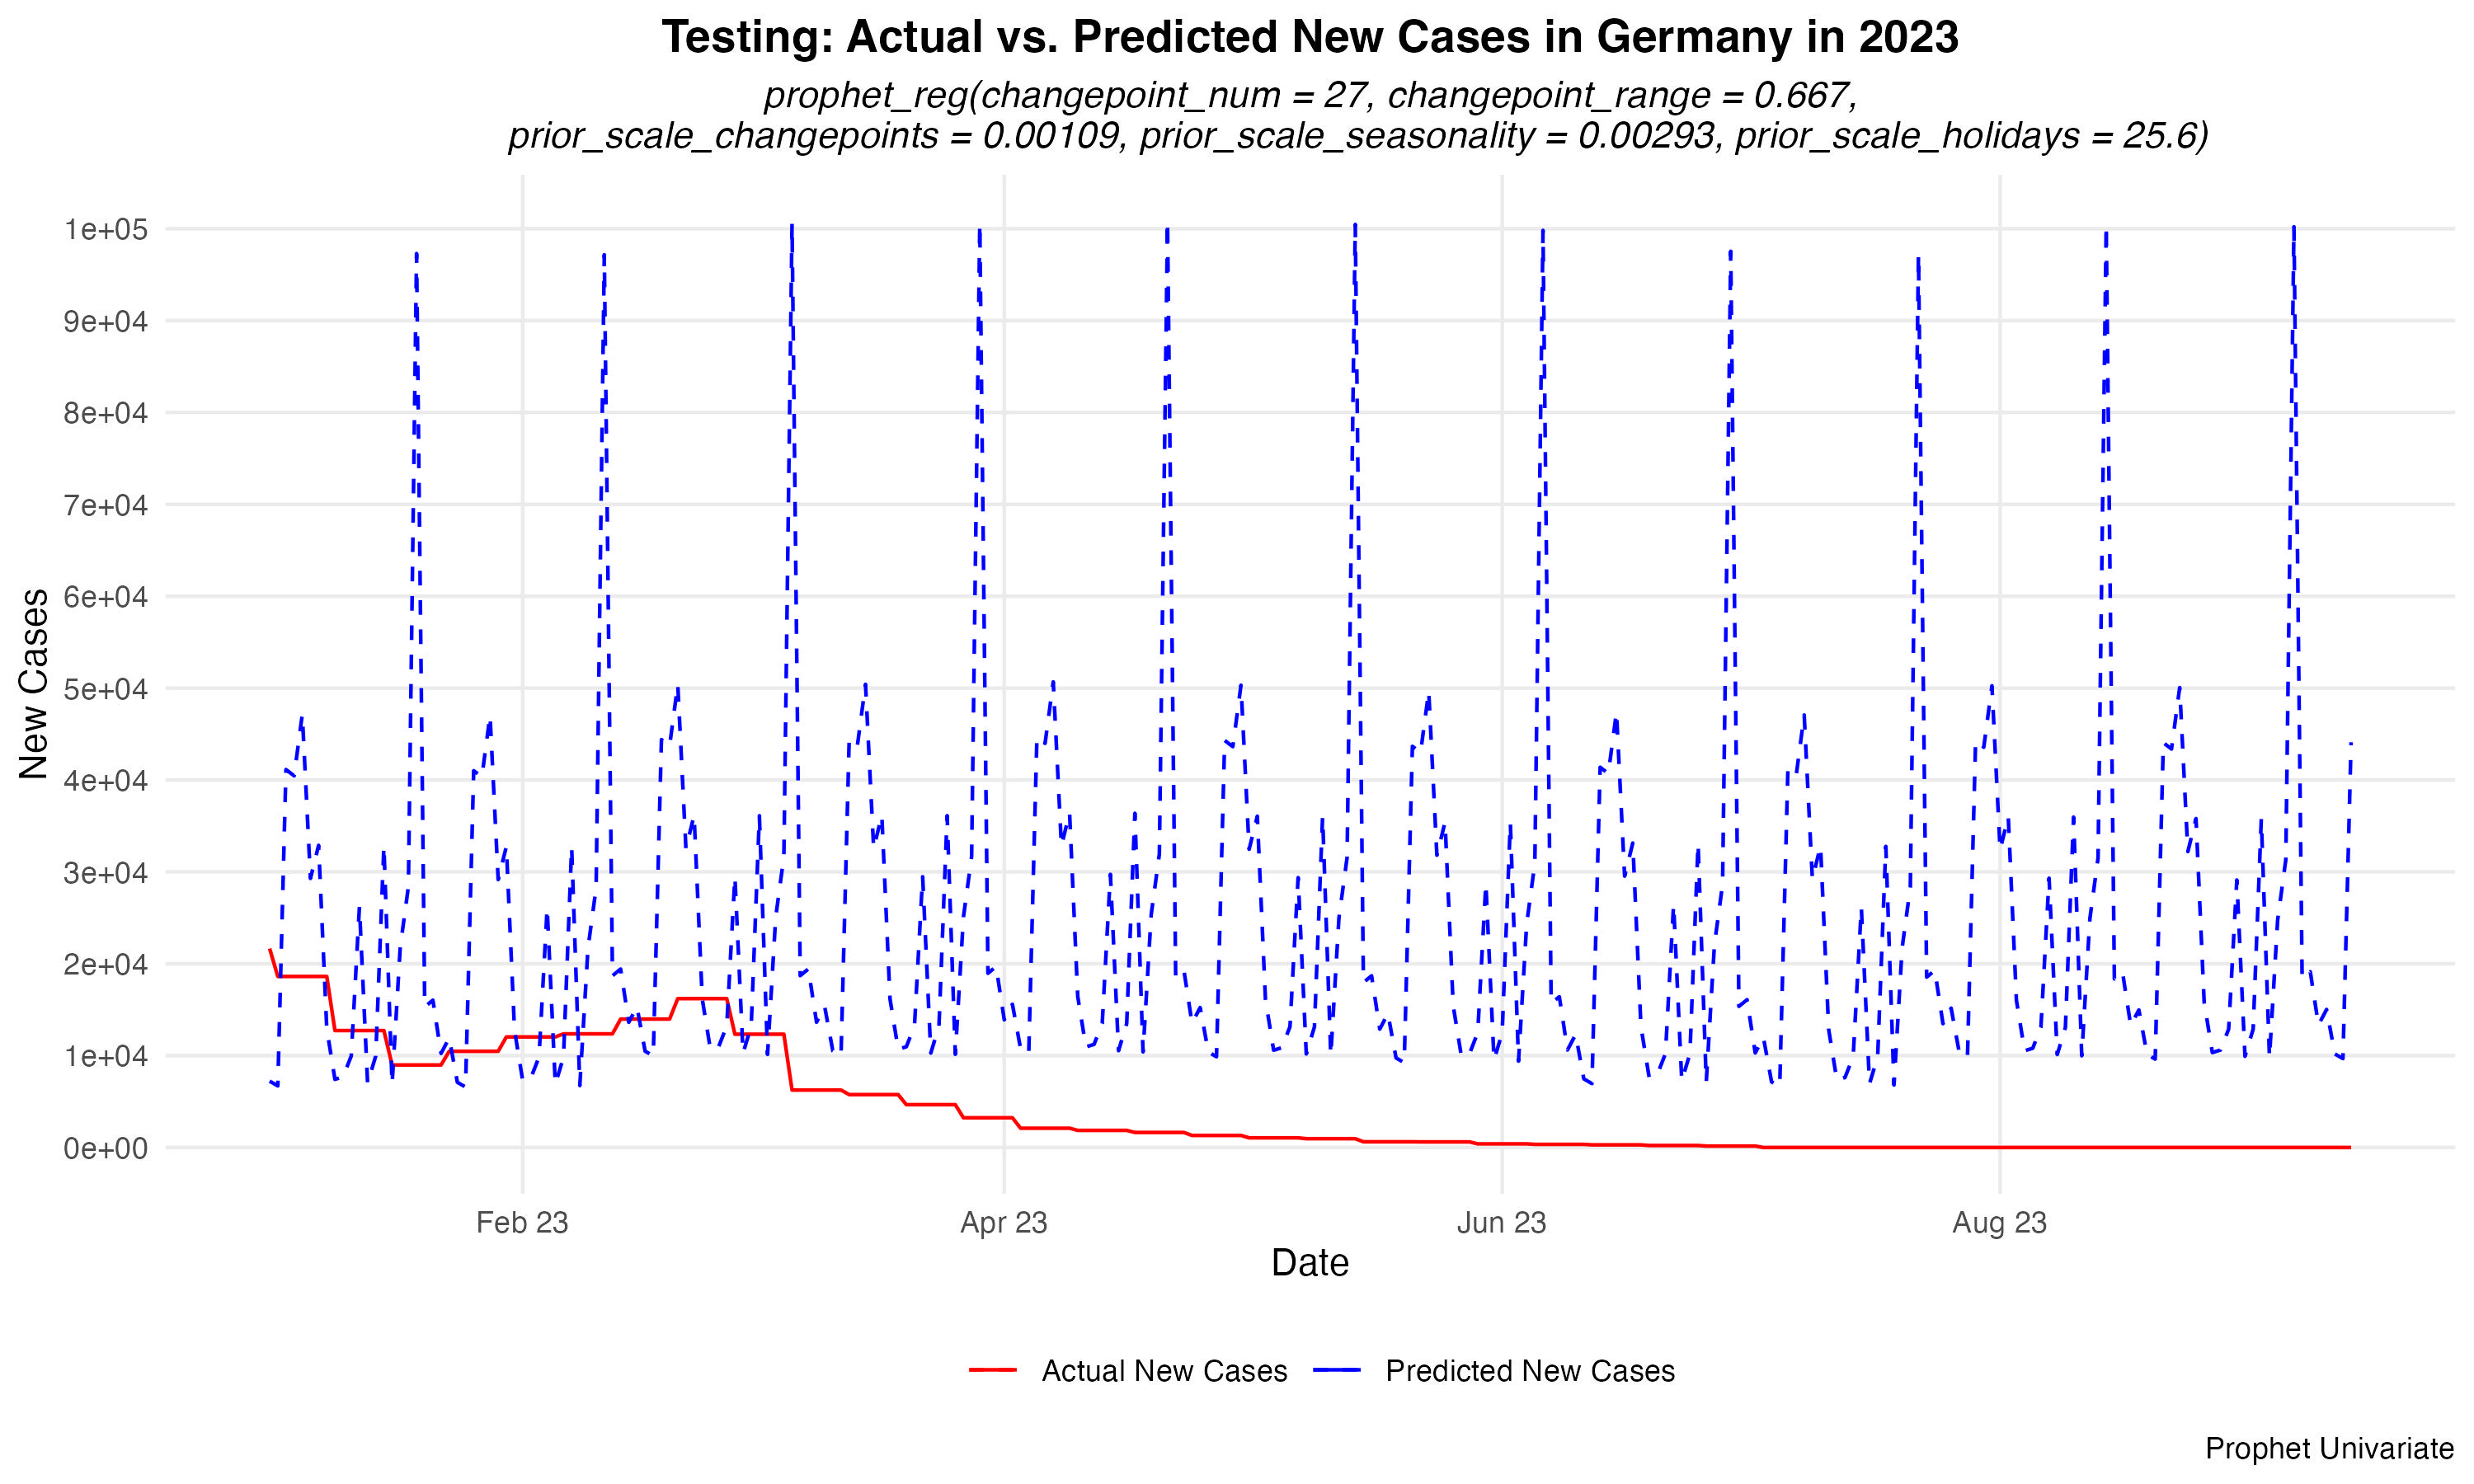 Testing: Actual vs. Predicted New Cases in Germany in 2023
prophet_reg(changepoint_num = 27, changepoint_range = 0.667,
prior_scale_changepoints = 0.00109, prior_scale_seasonality = 0.00293, prior_scale_holidays = 25.6)
1e+05
9e+04
8e+04
7e+04
6e+04
5e+04
4e+04
3e+04
2e+04
1e+04
0e+00
New Cases
Feb 23
Apr 23
Jun 23
Aug 23
Date
Actual New Cases
Predicted New Cases
Prophet Univariate